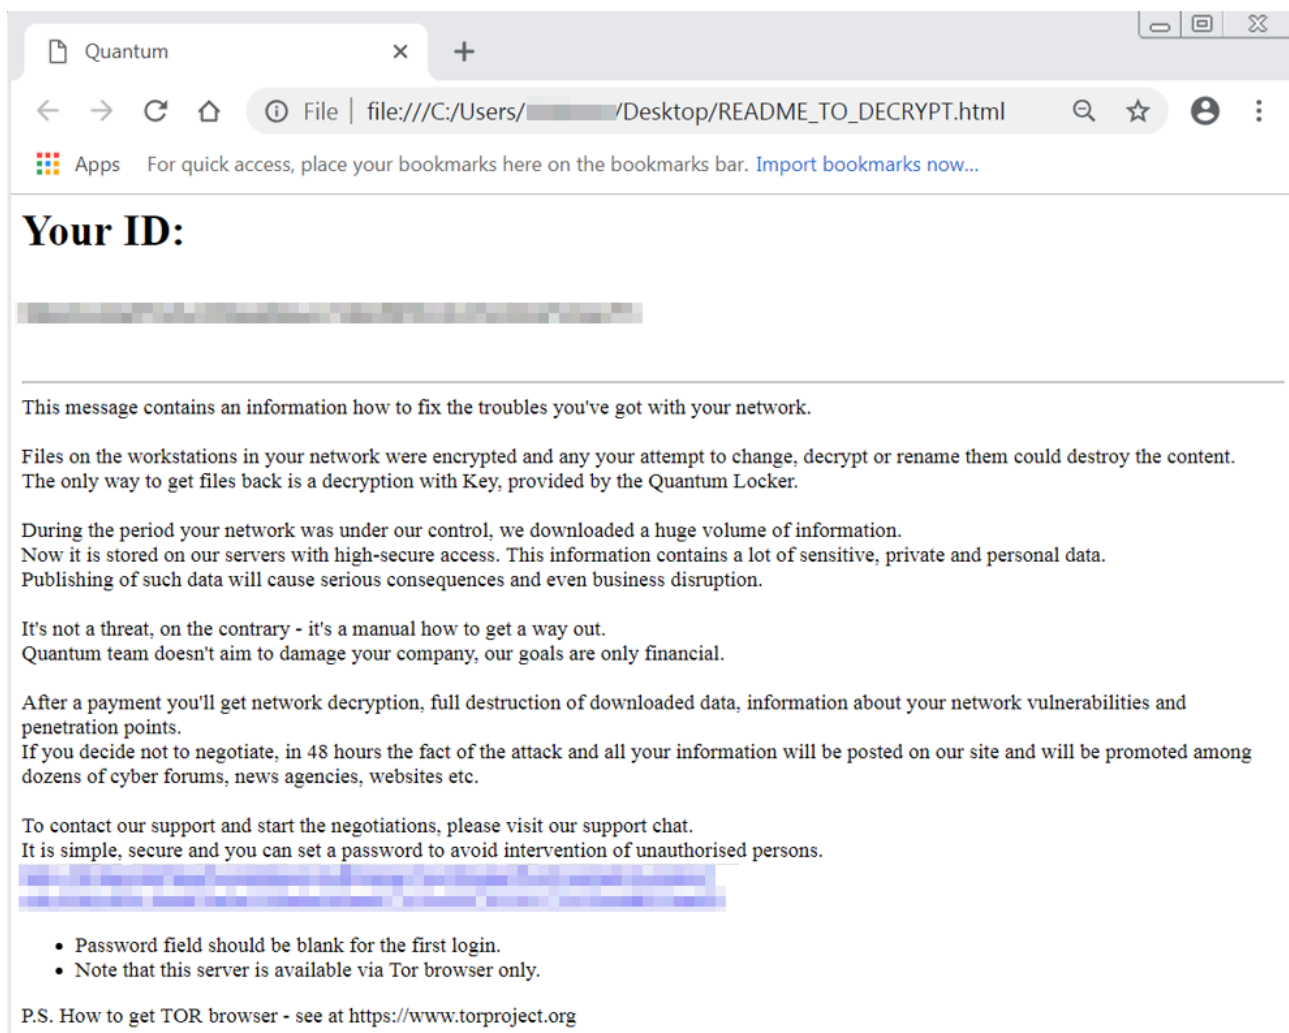 Quantum
File | file:///C:/Users/ /Desktop/README_TO_DECRYPT.html
Apps For quick access, place your bookmarks here on the bookmarks bar. Import bookmarks now...
Your ID:
This message contains an information how to fix the troubles you've got with your network.
Files on the workstations in your network were encrypted and any your attempt to change, decrypt or rename them could destroy the content.
The only way to get files back is a decryption with Key, provided by the Quantum Locker.
During the period your network was under our control, we downloaded a huge volume of information.
Now it is stored on our servers with high-secure access. This information contains a lot of sensitive, private and personal data.
Publishing of such data will cause serious consequences and even business disruption.
It's not a threat, on the contrary - it's a manual how to get a way out.
Quantum team doesn't aim to damage your company, our goals are only financial.
After a payment you'll get network decryption, full destruction of downloaded data, information about your network vulnerabilities and
penetration points.
If you decide not to negotiate, in 48 hours the fact of the attack and all your information will be posted on our site and will be promoted among
dozens of cyber forums, news agencies, websites etc.
To contact our support and start the negotiations, please visit our support chat.
It is simple, secure and you can set a password to avoid intervention of unauthorised persons.
• Password field should be blank for the first login.
• Note that this server is available via Tor browser only.
P.S. How to get TOR browser - see at https://www.torproject.org